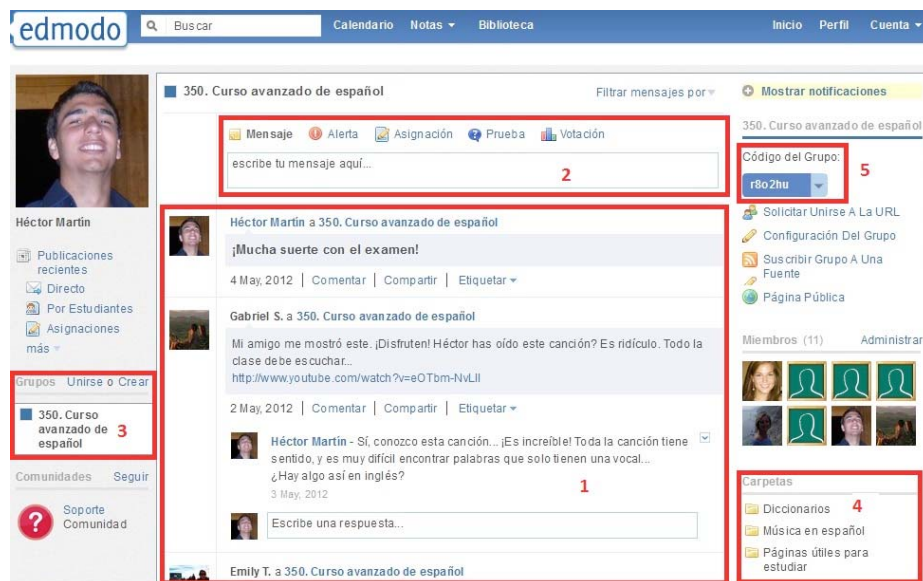 edmodo
Buscar
Calendario Notas Biblioteca
Inicio Perfil Cuenta
Héctor Martín
Publicaciones
recientes
Directo
Por Estudiantes
Asignaciones
más
Grupos Unirse o Crear
350. Curso
avanzado de
español
3
Comunidades Seguir
Soporte
Comunidad
350. Curso avanzado de español
Filtrar mensajes por
Mensaje Alerta Asignación Prueba Votación
escribe tu mensaje aquí...
2
Héctor Martín a 350. Curso avanzado de español
¡Mucha suerte con el examen!
4 May, 2012 | Comentar | Compartir | Etiquetar
Gabriel S. a 350. Curso avanzado de español
Mi amigo me mostró este. ¡Disfruten! Héctor has oído este canción? Es ridículo. Todo la
clase debe escuchar...
http://www.youtube.com/watch?v=eOTbm-NvLlI
2 May, 2012 | Comentar | Compartir | Etiquetar
Héctor Martín - Sí, conozco esta canción... ¡Es increíble! Toda la canción tiene
sentido, y es muy difícil encontrar palabras que solo tienen una vocal...
¿Hay algo así en inglés?
3 May, 2012
1
Escribe una respuesta...
Emily T. a 350. Curso avanzado de español
Mostrar notificaciones
350. Curso avanzado de español
Código del Grupo:
r8o2hu
5
Solicitar Unirse A La URL
Configuración Del Grupo
Suscribir Grupo A Una
Fuente
Página Pública
Miembros (11) Administrar
Carpetas
Diccionarios
4
Música en español
Páginas útiles para
estudiar